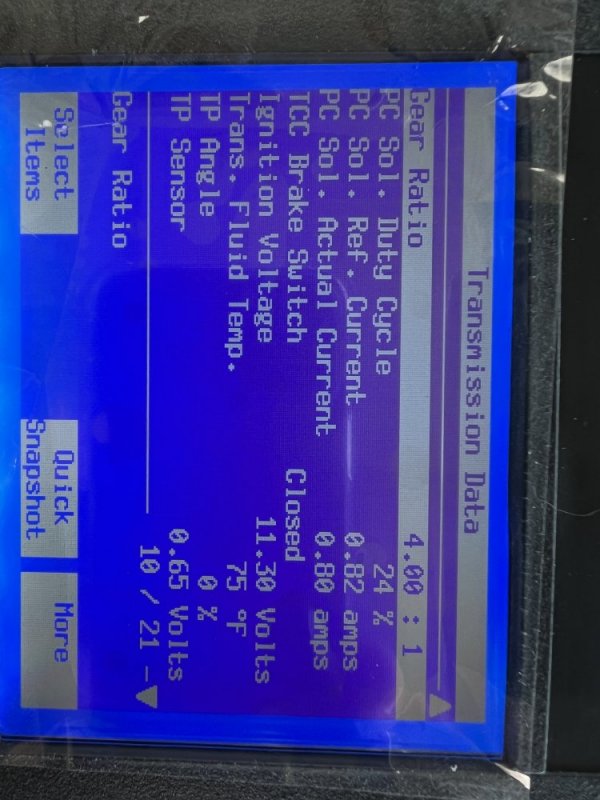 Transmission Data
Gear Ratio 4.00 : 1
PC Sol. Duty Cycle 24 %
PC Sol. Ref. Current 0.82 amps
PC Sol. Actual Current 0.80 amps
TCC Brake Switch Closed
Ignition Voltage 11.30 Volts
Trans. Fluid Temp. 75 °F
TP Angle 0 %
TP Sensor 0.65 Volts
10 / 21
Gear Ratio
Select Items
Quick Snapshot
More